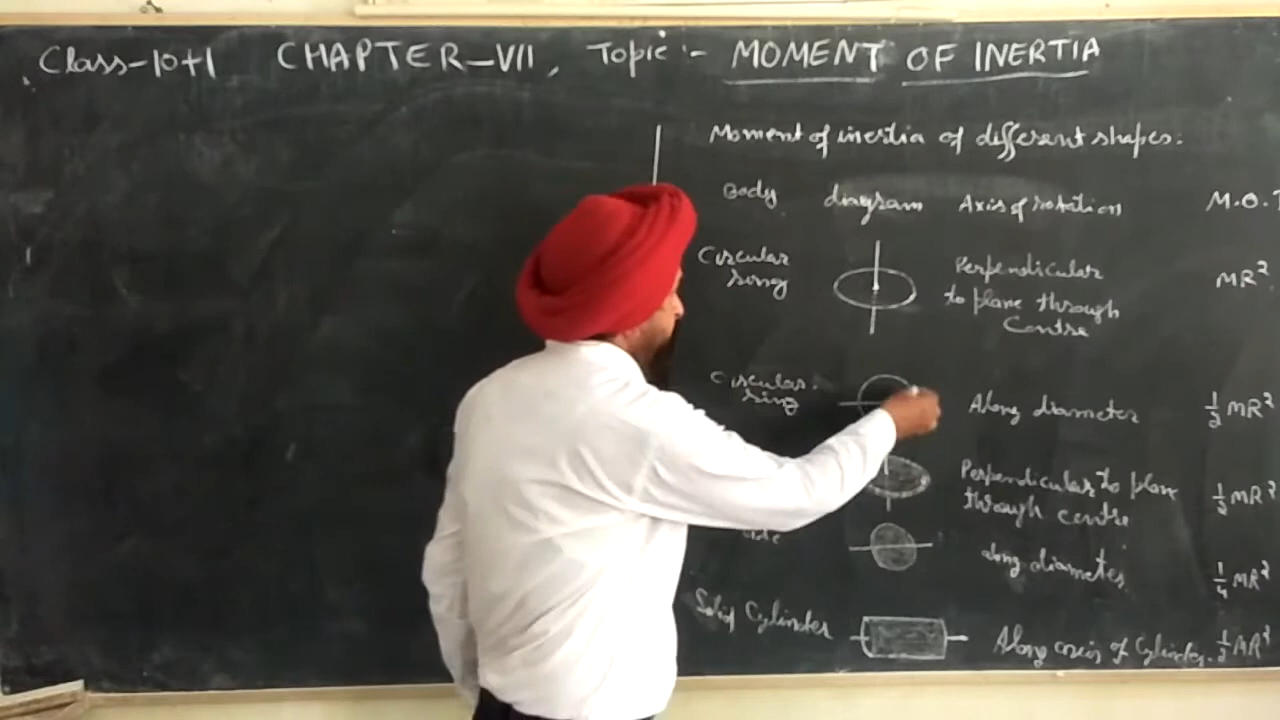 Class-10+1 CHAPTER-VII, Topic :- MOMENT OF INERTIA
Moment of inertia of different shapes.
Body diagram Axis of rotation M.O.I
Circular ring Perpendicular to plane through Centre MR²
Circular ring Along diameter 1/2 MR²
Perpendicular to plane through centre 1/2 MR²
along diameter 1/4 MR²
Solid Cylinder Along axis of Cylinder. 1/2 MR²